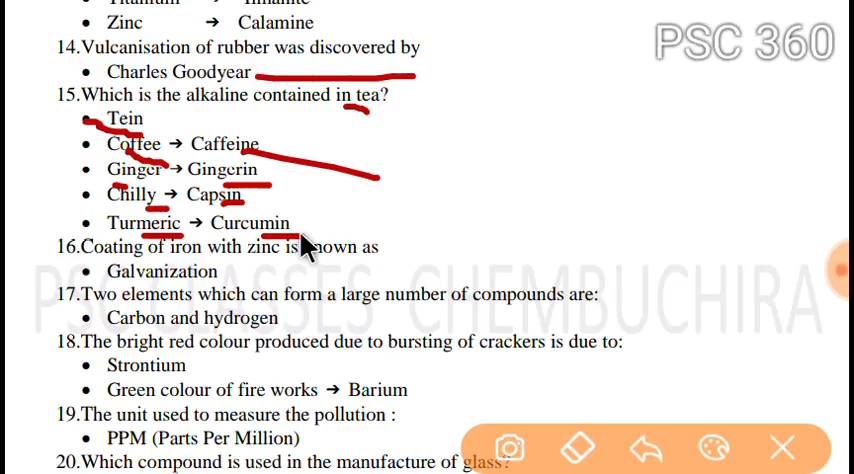 Titanium → Ilmanite
• Zinc → Calamine
PSC 360
14.Vulcanisation of rubber was discovered by
• Charles Goodyear
15.Which is the alkaline contained in tea?
• Tein
• Coffee → Caffeine
• Ginger → Gingerin
• Chilly → Capsin
• Turmeric → Curcumin
16.Coating of iron with zinc is known as
• Galvanization
PSC CLASSES CHEMBUCHIRA
17.Two elements which can form a large number of compounds are:
• Carbon and hydrogen
18.The bright red colour produced due to bursting of crackers is due to:
• Strontium
• Green colour of fire works → Barium
19.The unit used to measure the pollution :
• PPM (Parts Per Million)
20.Which compound is used in the manufacture of glass?